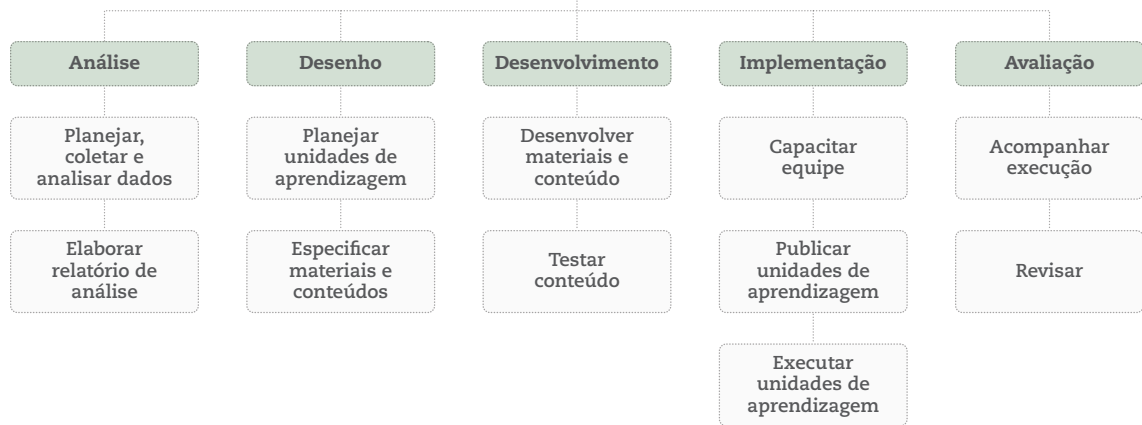 Análise
Planejar,
coletar e
analisar dados
Elaborar
relatório de
análise
Desenho
Planejar
unidades de
aprendizagem
Especificar
materiais e
conteúdos
Desenvolvimento
Desenvolver
materiais e
conteúdo
Testar
conteúdo
Implementação
Capacitar
equipe
Publicar
unidades de
aprendizagem
Executar
unidades de
aprendizagem
Avaliação
Acompanhar
execução
Revisar